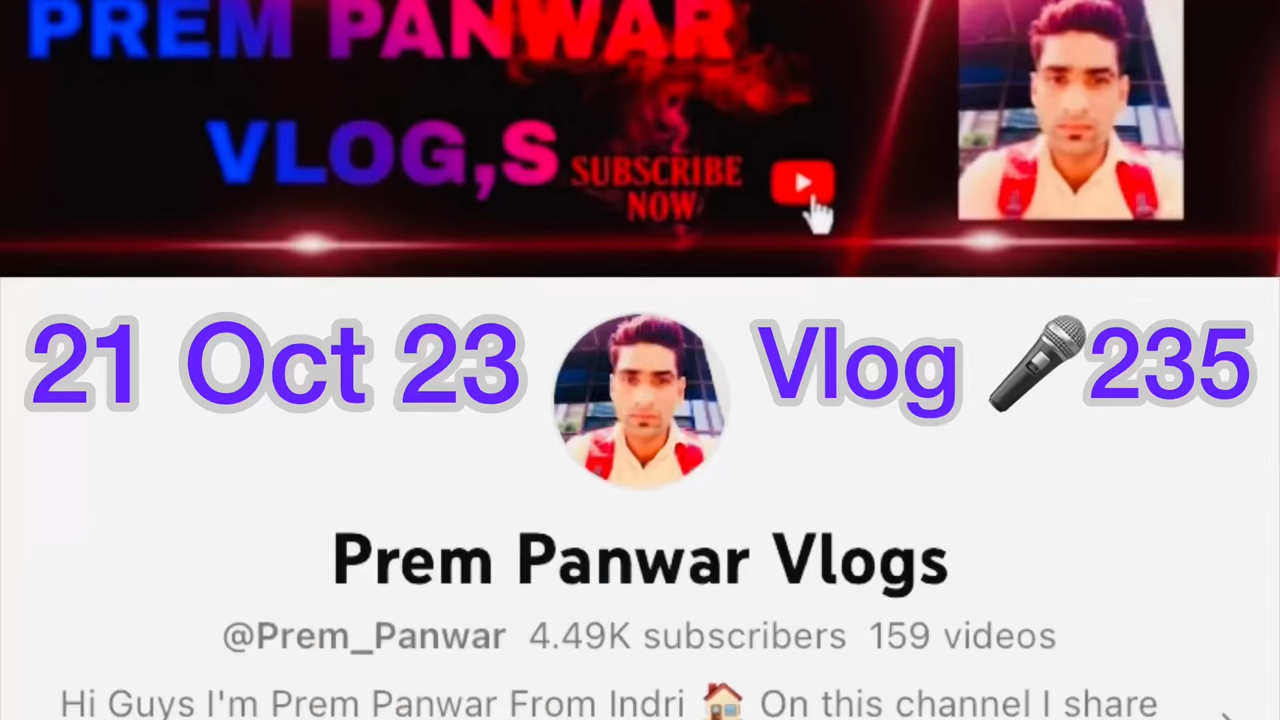 PREM PANWAR
VLOG,S
SUBSCRIBE
NOW
21 Oct 23 Vlog 🎤235
Prem Panwar Vlogs
@Prem_Panwar 4.49K subscribers 159 videos
Hi Guys I'm Prem Panwar From Indri 🏠 On this channel I share